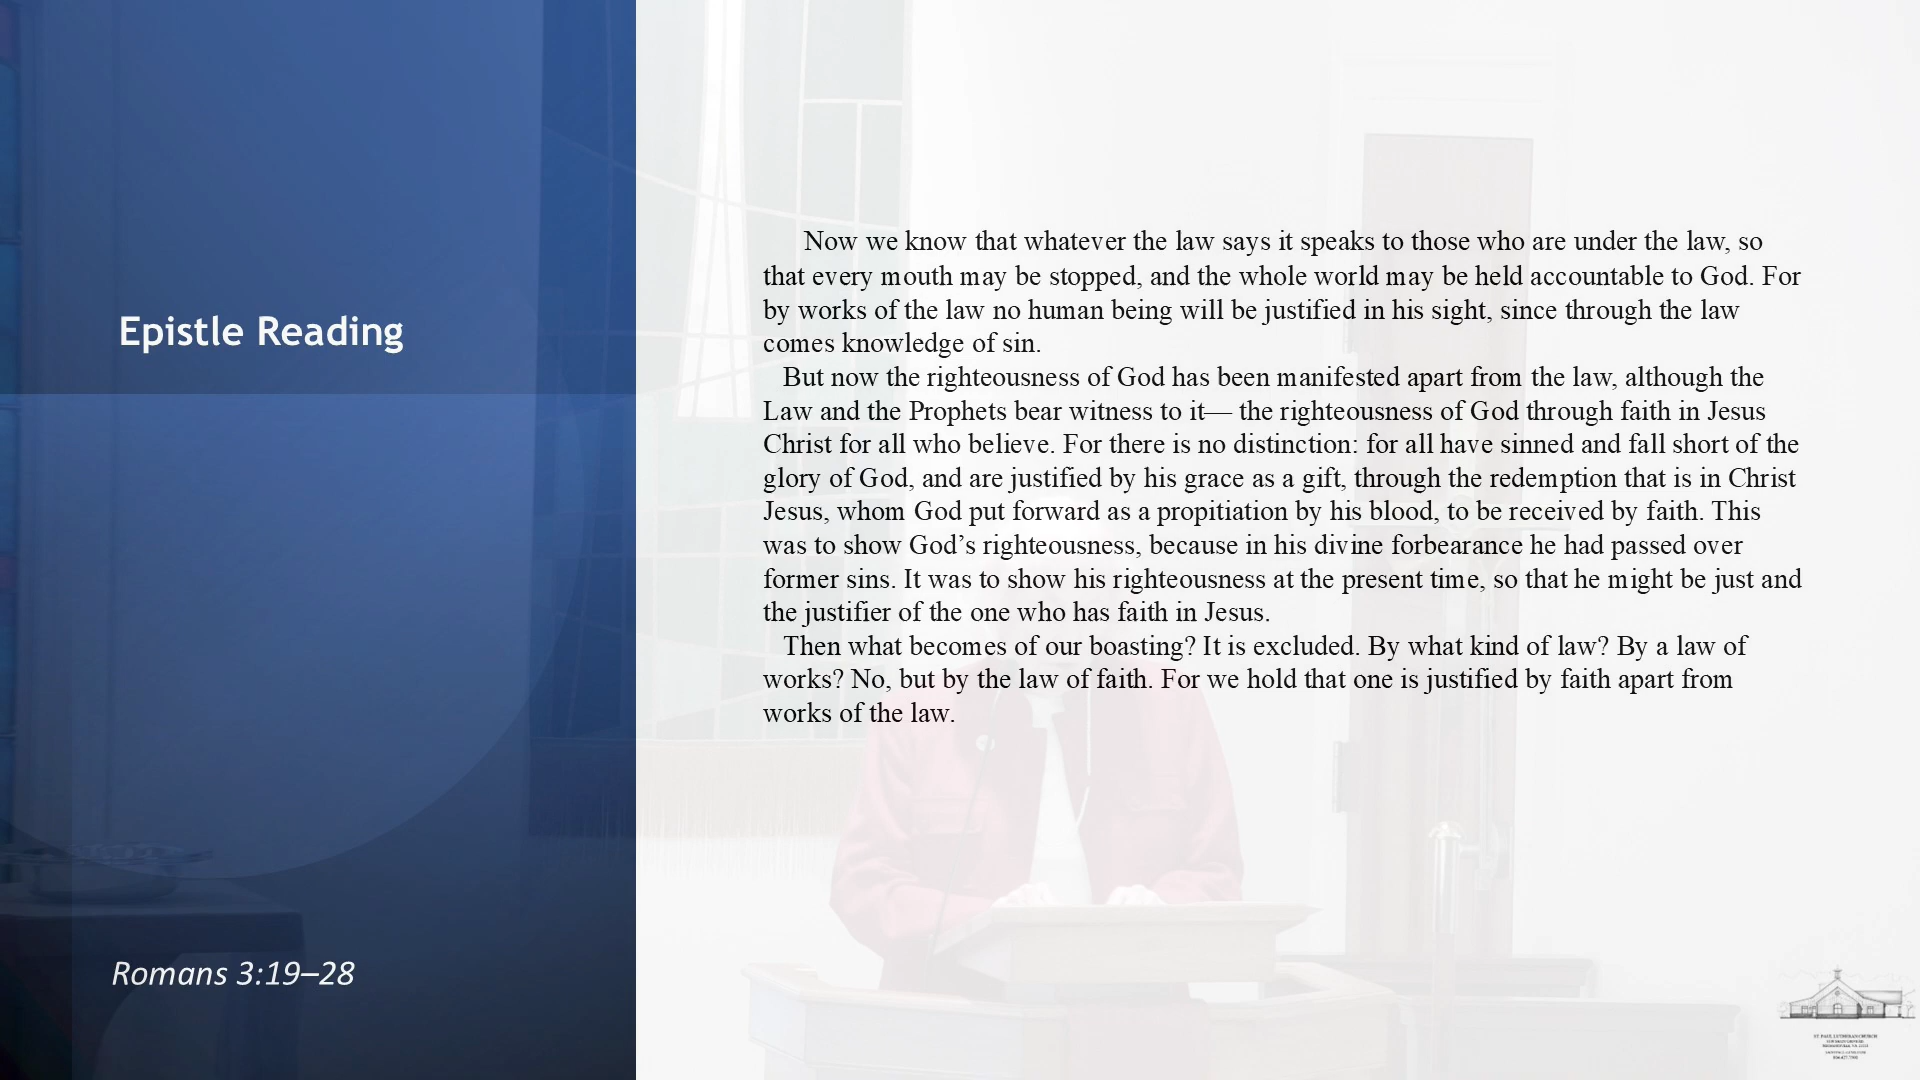 Epistle Reading
Romans 3:19–28
Now we know that whatever the law says it speaks to those who are under the law, so
that every mouth may be stopped, and the whole world may be held accountable to God. For
by works of the law no human being will be justified in his sight, since through the law
comes knowledge of sin.
But now the righteousness of God has been manifested apart from the law, although the
Law and the Prophets bear witness to it— the righteousness of God through faith in Jesus
Christ for all who believe. For there is no distinction: for all have sinned and fall short of the
glory of God, and are justified by his grace as a gift, through the redemption that is in Christ
Jesus, whom God put forward as a propitiation by his blood, to be received by faith. This
was to show God’s righteousness, because in his divine forbearance he had passed over
former sins. It was to show his righteousness at the present time, so that he might be just and
the justifier of the one who has faith in Jesus.
Then what becomes of our boasting? It is excluded. By what kind of law? By a law of
works? No, but by the law of faith. For we hold that one is justified by faith apart from
works of the law.
ST. PAUL LUTHERAN CHURCH